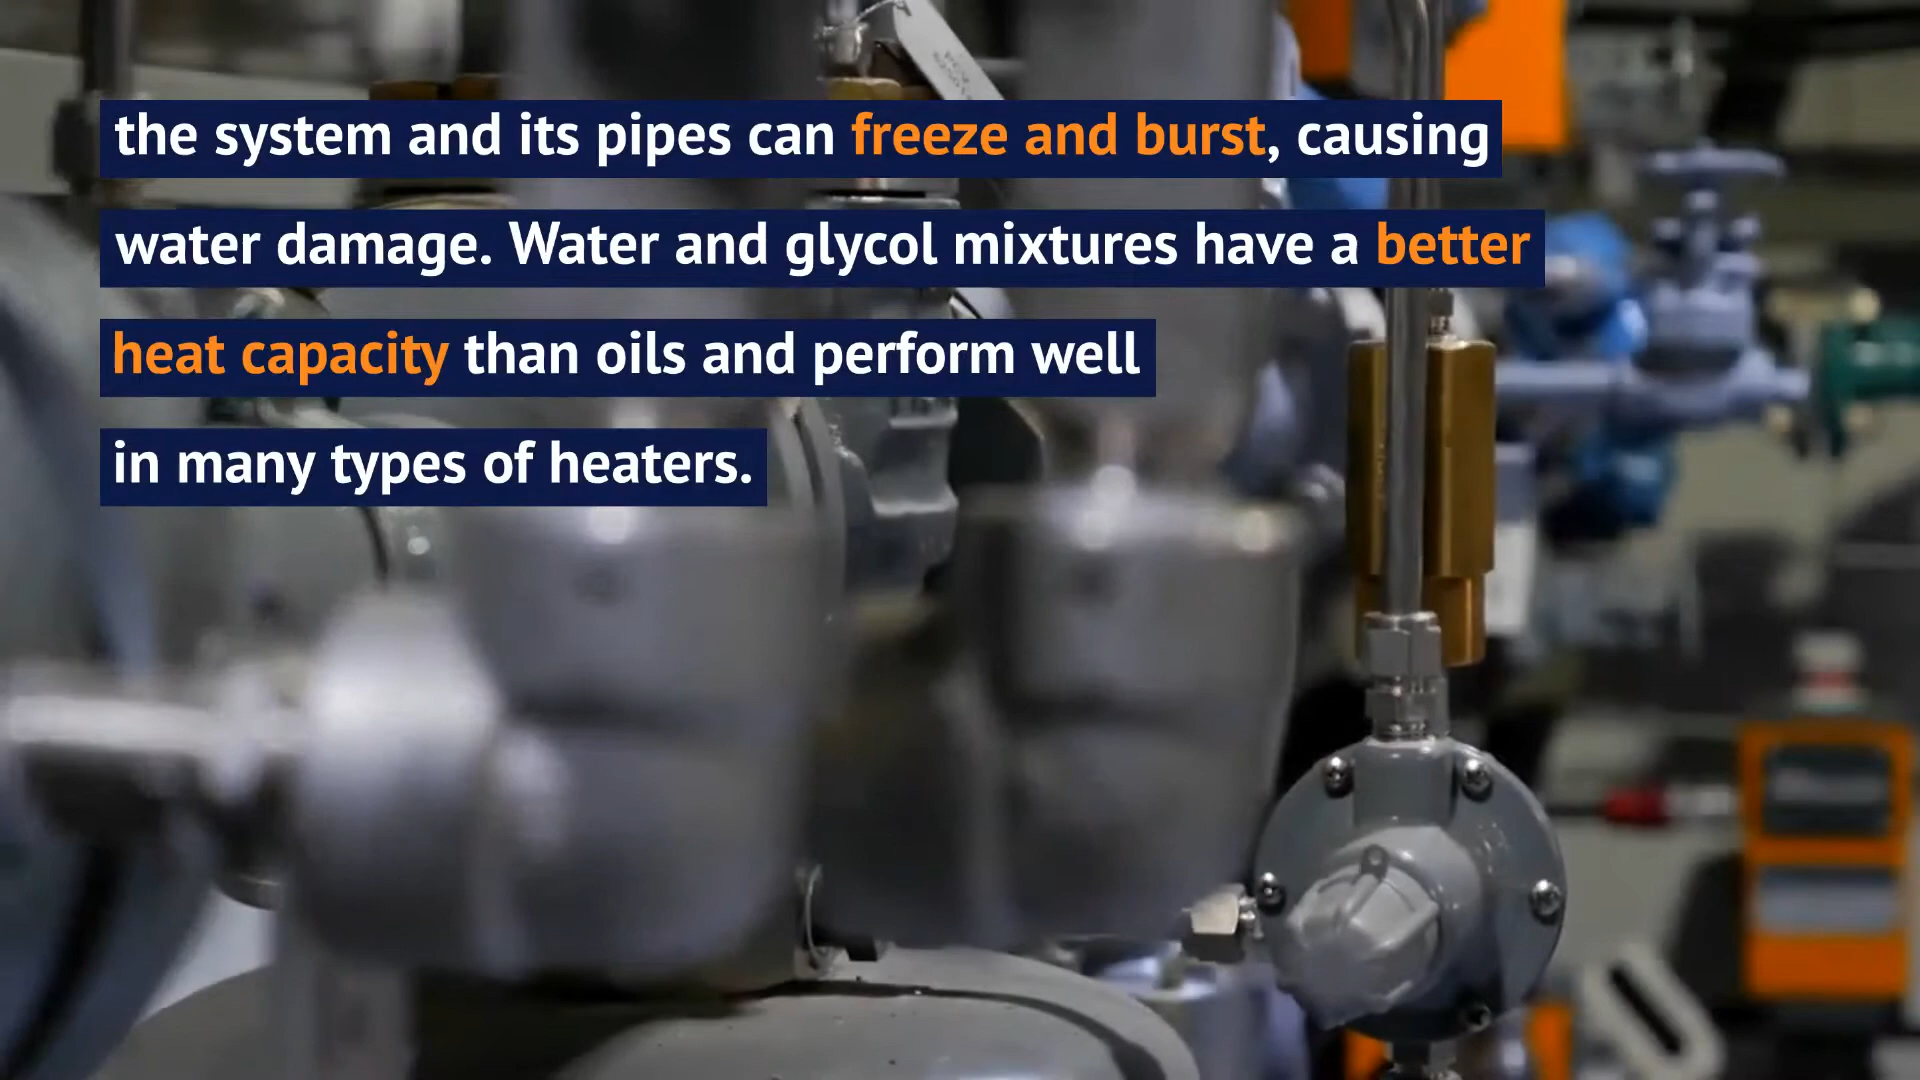 the system and its pipes can freeze and burst, causing
water damage. Water and glycol mixtures have a better
heat capacity than oils and perform well
in many types of heaters.